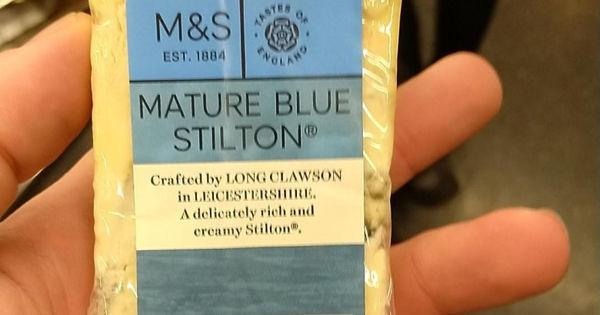 M&S
EST. 1884
TASTES OF
ENGLAND
MATURE BLUE
STILTON®
Crafted by LONG CLAWSON
in LEICESTERSHIRE.
A delicately rich and
creamy Stilton®.